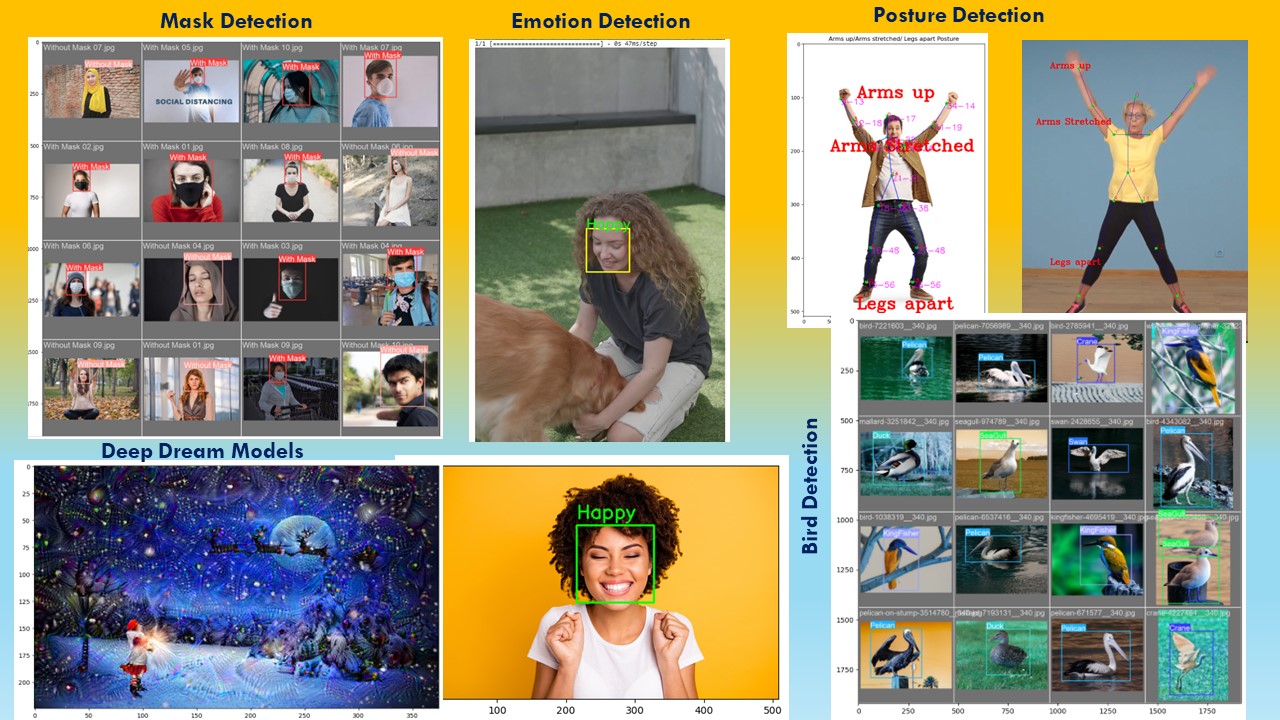 Mask Detection
Emotion Detection
Posture Detection
Without Mask 07.jpg
With Mask 05.jpg
With Mask 10.jpg
With Mask 07.jpg
Without Mask
With Mask
With Mask
With Mask
SOCIAL DISTANCING
With Mask 02.jpg
With Mask 01.jpg
With Mask 08.jpg
Without Mask 06.jpg
With Mask
With Mask
With Mask
Without Mask
With Mask 06.jpg
Without Mask 04.jpg
With Mask 03.jpg
With Mask 04.jpg
With Mask
Without Mask
With Mask
With Mask
Without Mask 09.jpg
Without Mask 01.jpg
With Mask 09.jpg
Without Mask 10.jpg
Without Mask
Without Mask
With Mask
Without Mask
0
250
500
750
1000
1250
1500
1750
1/1 [==============================] - 0s 47ms/step
Happy
Arms up/Arms stretched/ Legs apart Posture
0
100
200
300
400
500
0
Arms up
Arms Stretched
Legs apart
Arms up
Arms Stretched
Legs apart
Deep Dream Models
0
25
50
75
100
125
150
175
200
0
50
100
150
200
250
300
350
Happy
100
200
300
400
500
Bird Detection
bird-7221603__340.jpg
pelican-7056989__340.jpg
bird-2785941__340.jpg
Pelican
Pelican
Crane
KingFisher
mallard-3251842__340.jpg
seagull-974789__340.jpg
swan-2428655__340.jpg
bird-4343082__340.jpg
Duck
SeaGull
Swan
Pelican
bird-1038319__340.jpg
pelican-6537416__340.jpg
kingfisher-4695419__340.jpg
KingFisher
Pelican
KingFisher
SeaGull
SeaGull
pelican-on-stump-3514780_
7193131__340.jpg
pelican-671577__340.jpg
crane-4227484__340.jpg
Pelican
Duck
Pelican
Crane
0
250
500
750
1000
1250
1500
1750
0
250
500
750
1000
1250
1500
1750